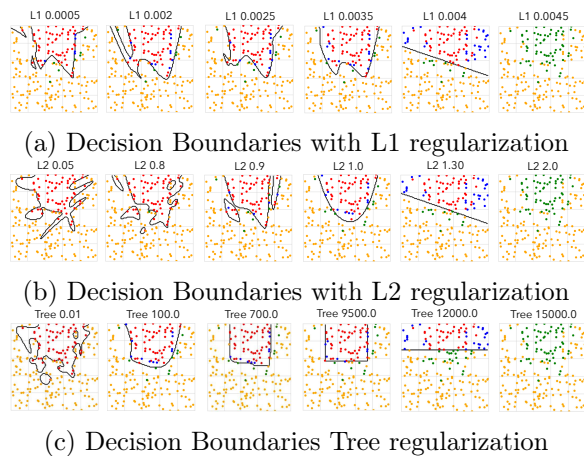 L1 0.0005 L1 0.002 L1 0.0025 L1 0.0035 L1 0.004 L1 0.0045
(a) Decision Boundaries with L1 regularization
L2 0.05 L2 0.8 L2 0.9 L2 1.0 L2 1.30 L2 2.0
(b) Decision Boundaries with L2 regularization
Tree 0.01 Tree 100.0 Tree 700.0 Tree 9500.0 Tree 12000.0 Tree 15000.0
(c) Decision Boundaries Tree regularization